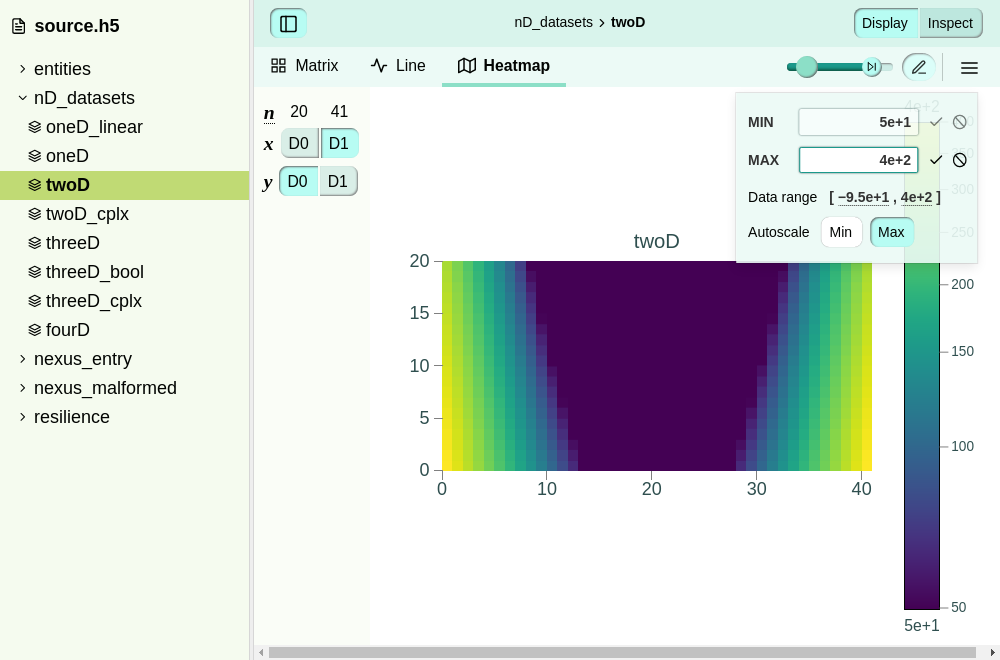 source.h5
nD_datasets › twoD
Display
Inspect
Matrix
Line
Heatmap
entities
nD_datasets
oneD_linear
oneD
twoD
twoD_cplx
threeD
threeD_bool
threeD_cplx
fourD
nexus_entry
nexus_malformed
resilience
n 20 41
x D0 D1
y D0 D1
4e+2
MIN 5e+1
MAX 4e+2
Data range [ −9.5e+1 , 4e+2 ]
Autoscale Min Max
twoD
20
15
10
5
0
0 10 20 30 40
350
300
250
200
150
100
50
5e+1